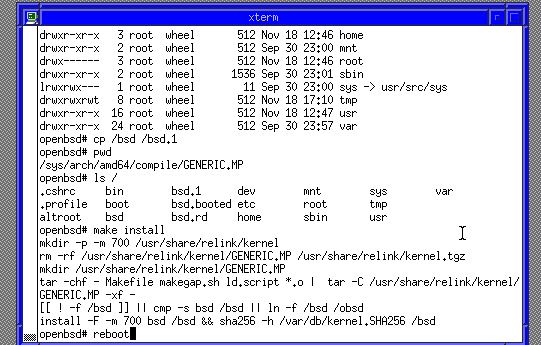 xterm
drwxr-xr-x 3 root wheel 512 Nov 18 12:46 home
drwxr-xr-x 2 root wheel 512 Sep 30 23:00 mnt
drwx------ 3 root wheel 512 Nov 18 12:46 root
drwxr-xr-x 2 root wheel 1536 Sep 30 23:01 sbin
lrwxrwx--- 1 root wheel 11 Sep 30 23:00 sys -> usr/src/sys
drwxrwxrwt 8 root wheel 512 Nov 18 17:10 tmp
drwxr-xr-x 16 root wheel 512 Nov 18 12:47 usr
drwxr-xr-x 24 root wheel 512 Sep 30 23:57 var
openbsd# cp /bsd /bsd.1
openbsd# pwd
/sys/arch/amd64/compile/GENERIC.MP
openbsd# ls /
.cshrc bin bsd.1 dev mnt sys var
.profile boot bsd.booted etc root tmp
altroot bsd bsd.rd home sbin usr
openbsd# make install
mkdir -p -m 700 /usr/share/relink/kernel
rm -rf /usr/share/relink/kernel/GENERIC.MP /usr/share/relink/kernel.tgz
mkdir /usr/share/relink/kernel/GENERIC.MP
tar -chf - Makefile makegap.sh ld.script *.o | tar -C /usr/share/relink/kernel/
GENERIC.MP -xf -
[[ ! -f /bsd ]] || cmp -s bsd /bsd || ln -f /bsd /obsd
install -F -m 700 bsd /bsd && sha256 -h /var/db/kernel.SHA256 /bsd
openbsd# reboot